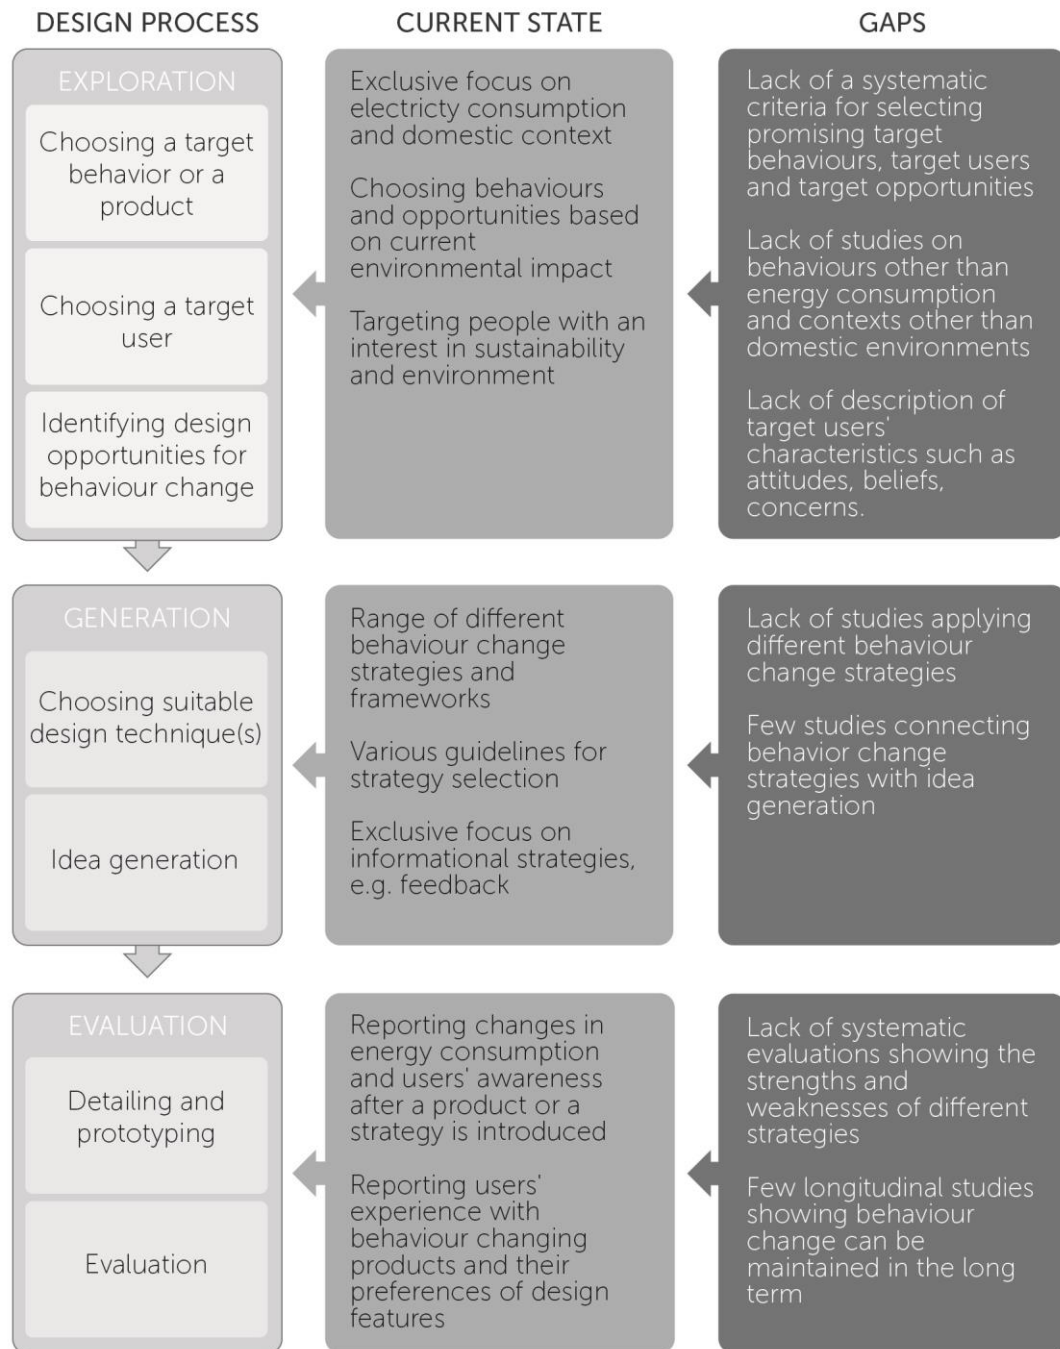 DESIGN PROCESS
CURRENT STATE
GAPS
EXPLORATION
Choosing a target
behavior or a
product
Choosing a target
user
Identifying design
opportunities for
behaviour change
Exclusive focus on
electricty consumption
and domestic context
Choosing behaviours
and opportunities based
on current
environmental impact
Targeting people with an
interest in sustainability
and environment
Lack of a systematic
criteria for selecting
promising target
behaviours, target users
and target opportunities
Lack of studies on
behaviours other than
energy consumption
and contexts other than
domestic environments
Lack of description of
target users'
characteristics such as
attitudes, beliefs,
concerns.
GENERATION
Choosing suitable
design technique(s)
Idea generation
Range of different
behaviour change
strategies and
frameworks
Various guidelines for
strategy selection
Exclusive focus on
informational strategies,
e.g. feedback
Lack of studies applying
different behaviour
change strategies
Few studies connecting
behavior change
strategies with idea
generation
EVALUATION
Detailing and
prototyping
Evaluation
Reporting changes in
energy consumption
and users' awareness
after a product or a
strategy is introduced
Reporting users'
experience with
behaviour changing
products and their
preferences of design
features
Lack of systematic
evaluations showing the
strengths and
weaknesses of different
strategies
Few longitudinal studies
showing behaviour
change can be
maintained in the long
term